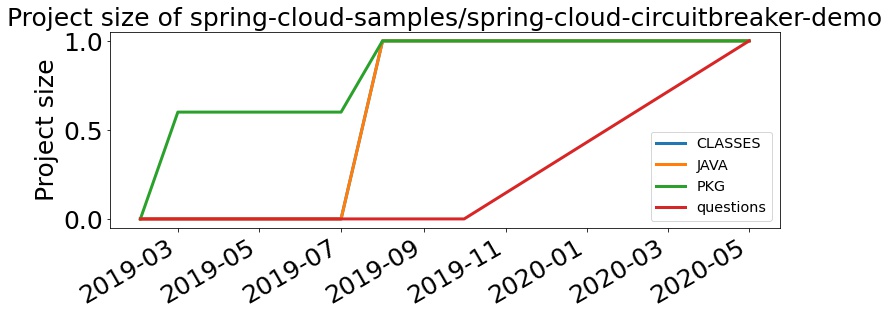 Project size of spring-cloud-samples/spring-cloud-circuitbreaker-demo
Project size
1.0
0.5
0.0
CLASSES
JAVA
PKG
questions
2019-03
2019-05
2019-07
2019-09
2019-11
2020-01
2020-03
2020-05